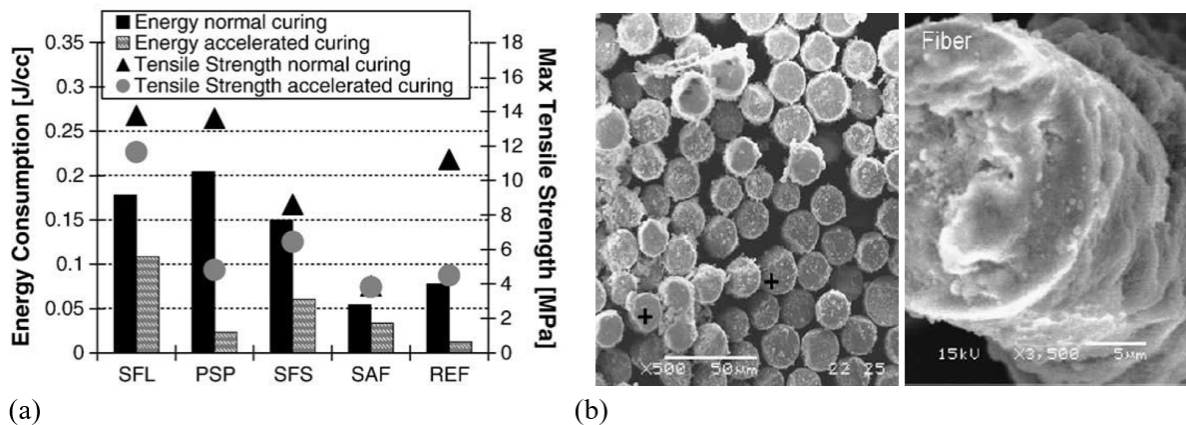 Energy normal curing
Energy accelerated curing
Tensile Strength normal curing
Tensile Strength accelerated curing
Energy Consumption [J/cc]
0.35
0.3
0.25
0.2
0.15
0.1
0.05
0
Max Tensile Strength [MPa]
18
16
14
12
10
8
6
4
2
0
SFL PSP SFS SAF REF
(a)
X500 50μm 22 25
Fiber
15kV X3,500 5μm
(b)